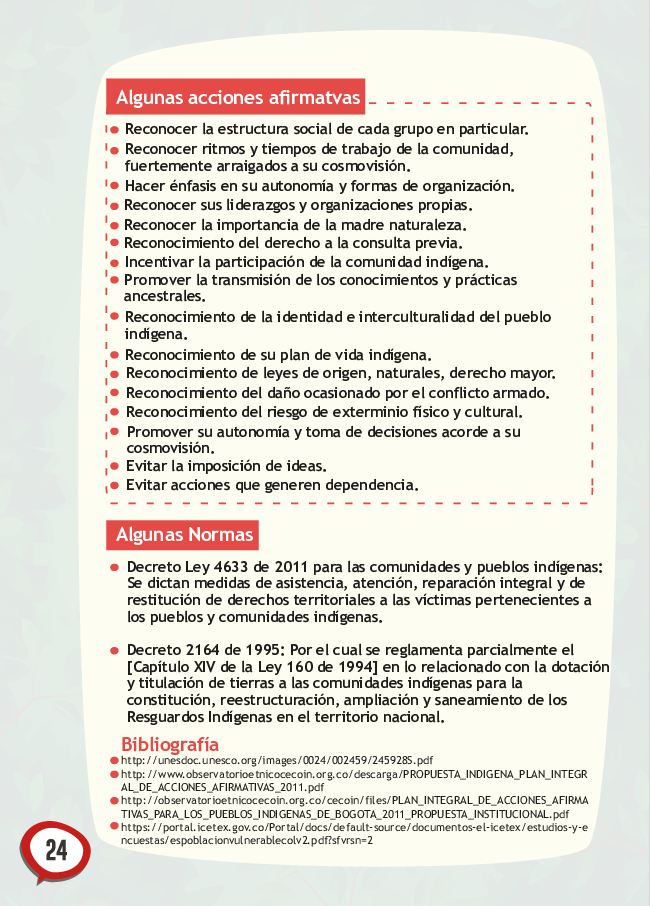 Algunas acciones afirmatvas
Reconocer la estructura social de cada grupo en particular.
Reconocer ritmos y tiempos de trabajo de la comunidad,
fuertemente arraigados a su cosmovisión.
Hacer énfasis en su autonomía y formas de organización.
Reconocer sus liderazgos y organizaciones propias.
Reconocer la importancia de la madre naturaleza.
Reconocimiento del derecho a la consulta previa.
Incentivar la participación de la comunidad indígena.
Promover la transmisión de los conocimientos y prácticas
ancestrales.
Reconocimiento de la identidad e interculturalidad del pueblo
indígena.
Reconocimiento de su plan de vida indígena.
Reconocimiento de leyes de origen, naturales, derecho mayor.
Reconocimiento del daño ocasionado por el conflicto armado.
Reconocimiento del riesgo de exterminio físico y cultural.
Promover su autonomía y toma de decisiones acorde a su
cosmovisión.
Evitar la imposición de ideas.
Evitar acciones que generen dependencia.
Algunas Normas
Decreto Ley 4633 de 2011 para las comunidades y pueblos indígenas:
Se dictan medidas de asistencia, atención, reparación integral y de
restitución de derechos territoriales a las víctimas pertenecientes a
los pueblos y comunidades indígenas.
Decreto 2164 de 1995: Por el cual se reglamenta parcialmente el
[Capítulo XIV de la Ley 160 de 1994] en lo relacionado con la dotación
y titulación de tierras a las comunidades indígenas para la
constitución, reestructuración, ampliación y saneamiento de los
Resguardos Indígenas en el territorio nacional.
Bibliografía
http://unesdoc.unesco.org/images/0024/002459/245928S.pdf
http://www.observatorioetnicocecoin.org.co/descarga/PROPUESTA_INDIGENA_PLAN_INTEGR
AL_DE_ACCIONES_AFIRMATIVAS_2011.pdf
http://observatorioetnicocecoin.org.co/cecoin/files/PLAN_INTEGRAL_DE_ACCIONES_AFIRMA
TIVAS_PARA_LOS_PUEBLOS_INDIGENAS_DE_BOGOTA_2011_PROPUESTA_INSTITUCIONAL.pdf
https://portal.icetex.gov.co/Portal/docs/default-source/documentos-el-icetex/estudios-y-e
ncuestas/espoblacionvulnerablecolv2.pdf?sfvrsn=2
24